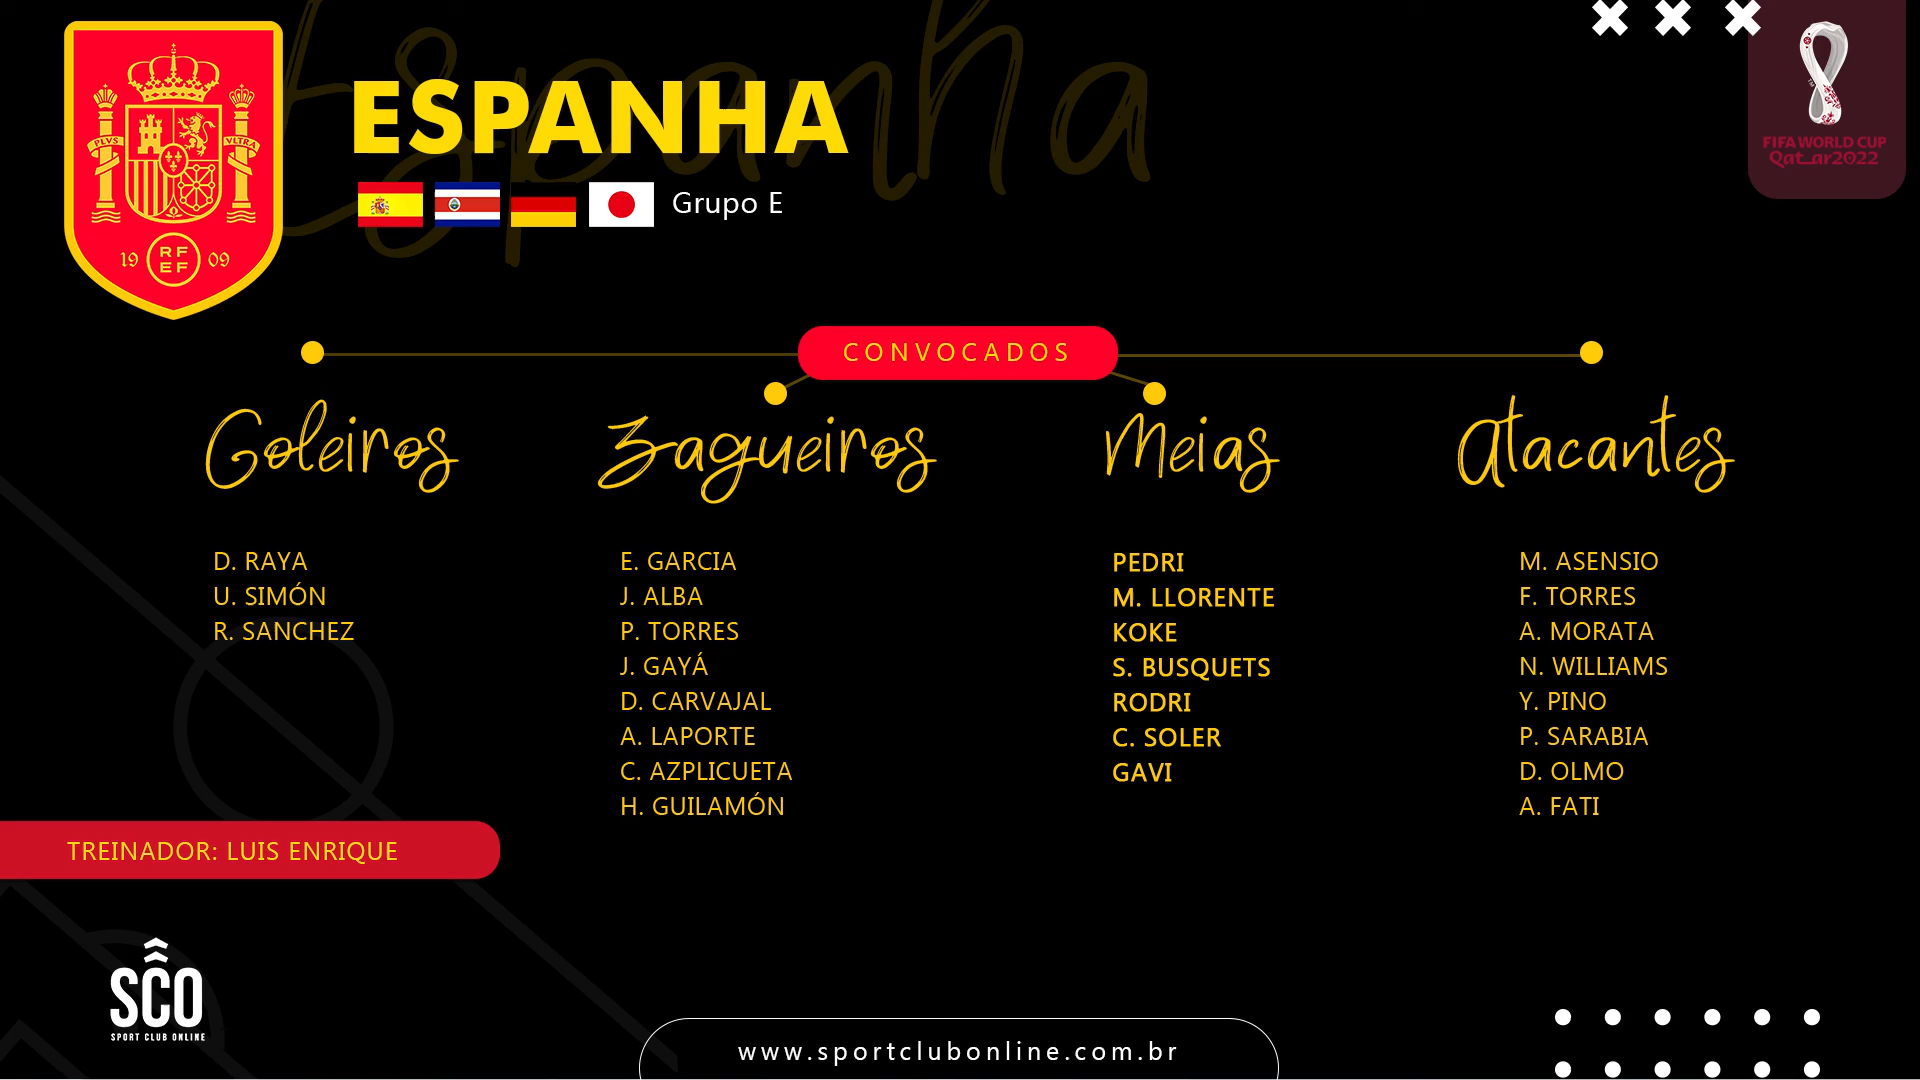 Espanha
ESPANHA
Grupo E
PLVS VLTRA
19 RF EF 09
FIFA WORLD CUP
Qatar2022
TM
CONVOCADOS
Goleiros
D. RAYA
U. SIMÓN
R. SANCHEZ
Zagueiros
E. GARCIA
J. ALBA
P. TORRES
J. GAYÁ
D. CARVAJAL
A. LAPORTE
C. AZPLICUETA
H. GUILAMÓN
Meias
PEDRI
M. LLORENTE
KOKE
S. BUSQUETS
RODRI
C. SOLER
GAVI
Atacantes
M. ASENSIO
F. TORRES
A. MORATA
N. WILLIAMS
Y. PINO
P. SARABIA
D. OLMO
A. FATI
TREINADOR: LUIS ENRIQUE
SCO
SPORT CLUB ONLINE
www.sportclubonline.com.br